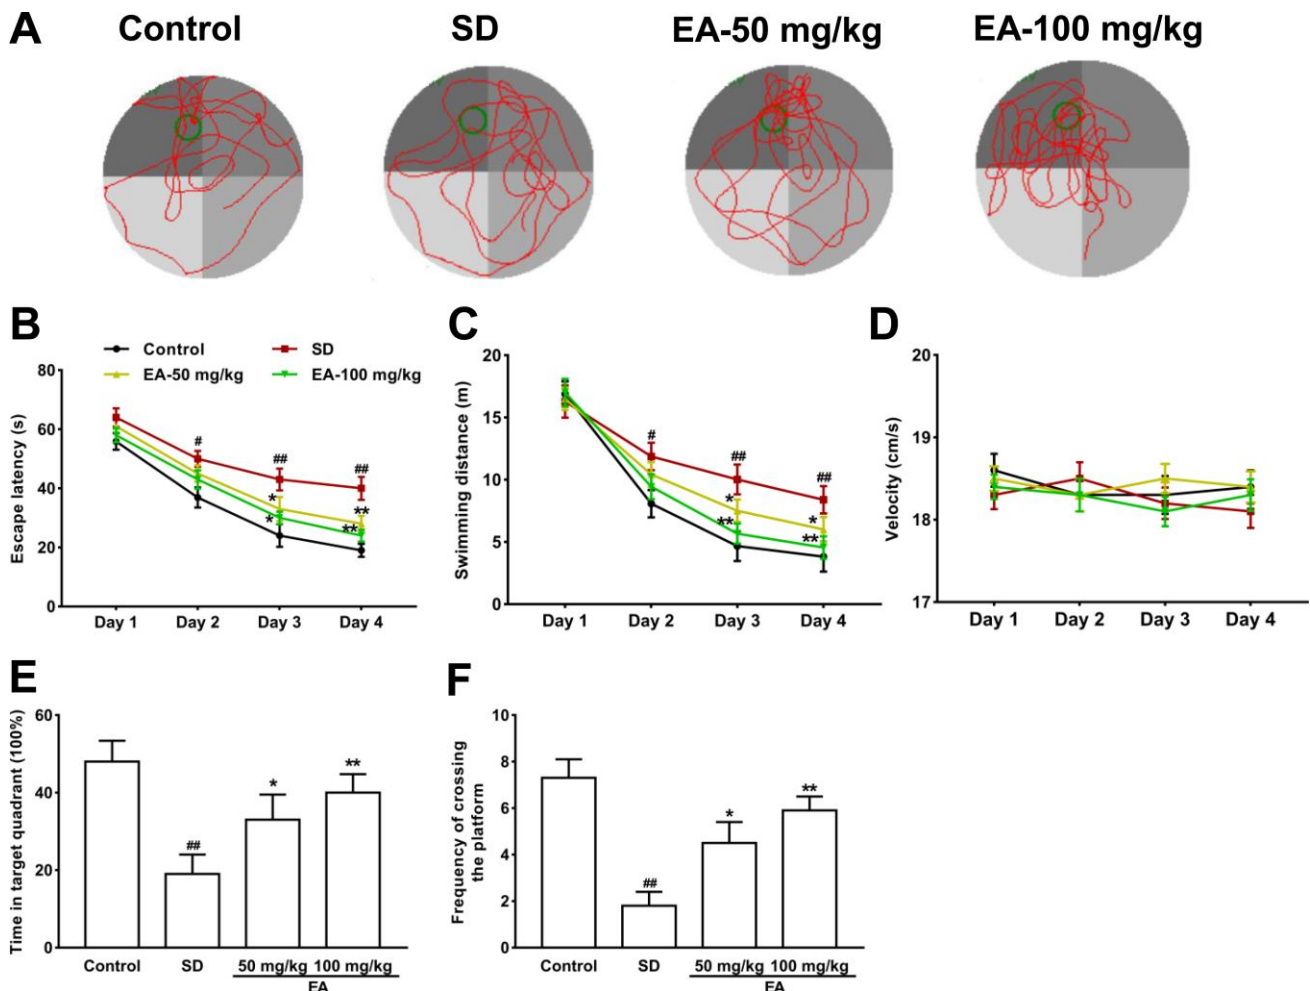 A
Control
SD
EA-50 mg/kg
EA-100 mg/kg
B
Control
SD
EA-50 mg/kg
EA-100 mg/kg
Escape latency (s)
80
60
40
20
0
#
##
##
*
*
**
**
Day 1
Day 2
Day 3
Day 4
C
Swimming distance (m)
20
15
10
5
0
#
##
##
*
**
*
**
Day 1
Day 2
Day 3
Day 4
D
Velocity (cm/s)
20
19
18
17
Day 1
Day 2
Day 3
Day 4
E
Time in target quadrant (100%)
60
40
20
0
##
*
**
Control
SD
50 mg/kg
100 mg/kg
EA
F
Frequency of crossing
the platform
10
8
6
4
2
0
##
*
**
Control
SD
50 mg/kg
100 mg/kg
EA